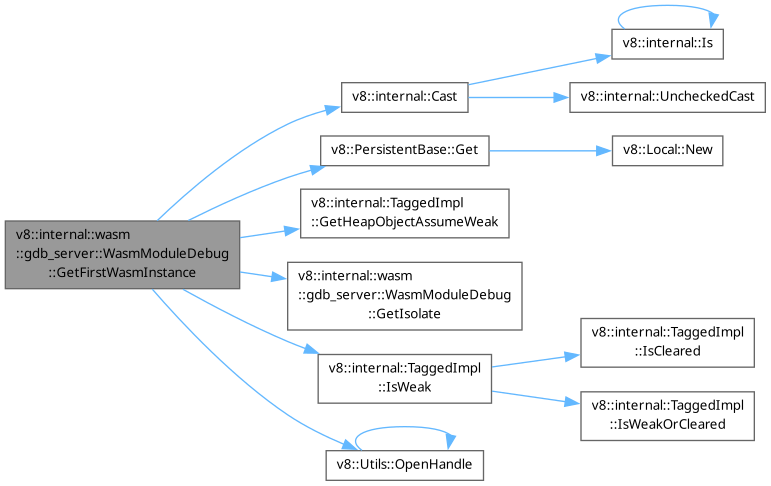 v8::internal::Is
v8::internal::Cast
v8::internal::UncheckedCast
v8::PersistentBase::Get
v8::Local::New
v8::internal::TaggedImpl
::GetHeapObjectAssumeWeak
v8::internal::wasm
::gdb_server::WasmModuleDebug
::GetFirstWasmInstance
v8::internal::wasm
::gdb_server::WasmModuleDebug
::GetIsolate
v8::internal::TaggedImpl
::IsCleared
v8::internal::TaggedImpl
::IsWeak
v8::internal::TaggedImpl
::IsWeakOrCleared
v8::Utils::OpenHandle